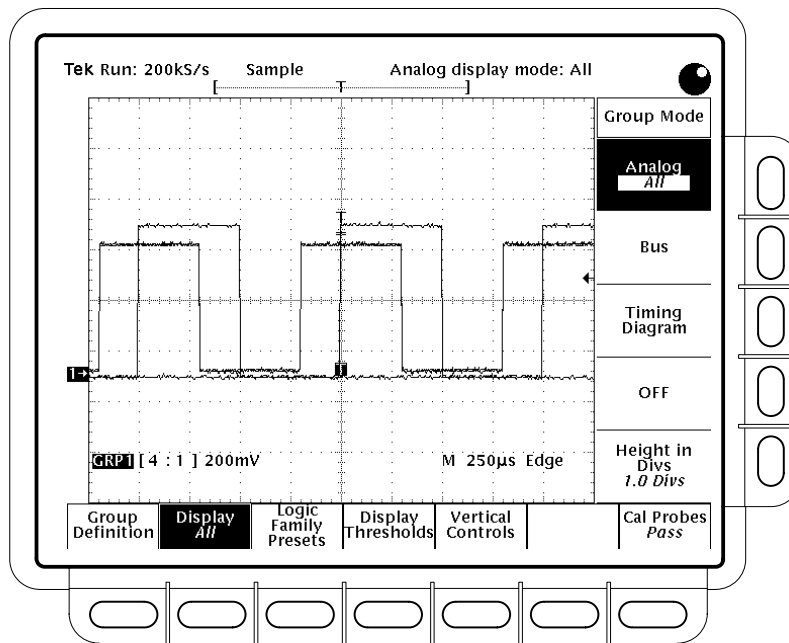 Tek Run: 200kS/s Sample Analog display mode: All
[ T ]
Group Mode
Analog
All
Bus
Timing
Diagram
OFF
Height in
Divs
1.0 Divs
T
1→
T
GRP1 [ 4 : 1 ] 200mV M 250µs Edge
Group
Definition
Display
All
Logic
Family
Presets
Display
Thresholds
Vertical
Controls
Cal Probes
Pass